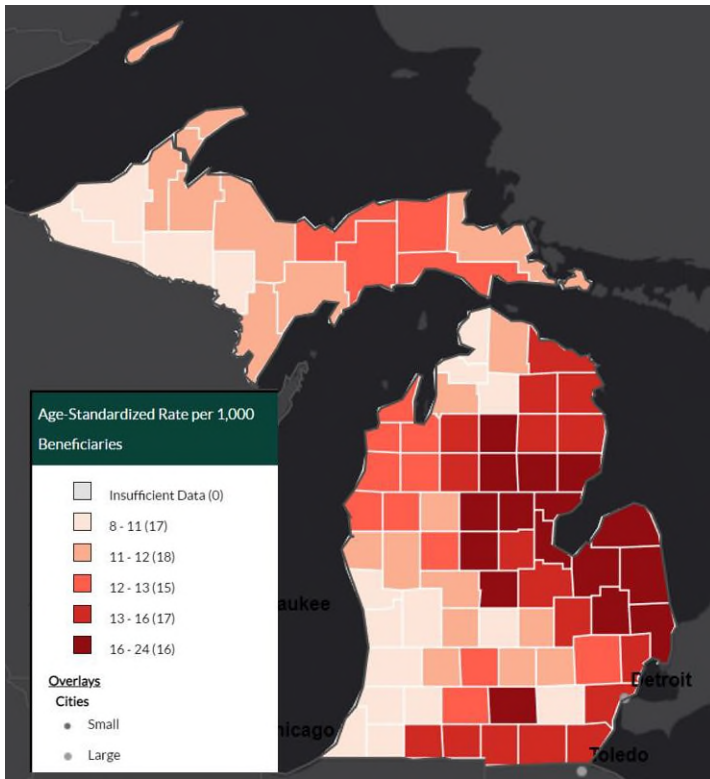 Age-Standardized Rate per 1,000
Beneficiaries
Insufficient Data (0)
8 - 11 (17)
11 - 12 (18)
12 - 13 (15)
13 - 16 (17)
16 - 24 (16)
Overlays
Cities
Small
Large
aukee
hicago
Detroit
Toledo